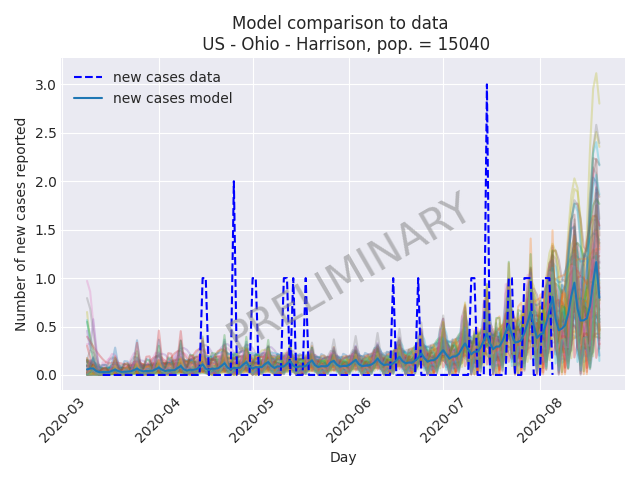 Model comparison to data
US - Ohio - Harrison, pop. = 15040
new cases data
new cases model
PRELIMINARY
Number of new cases reported
3.0
2.5
2.0
1.5
1.0
0.5
0.0
2020-03
2020-04
2020-05
2020-06
2020-07
2020-08
Day